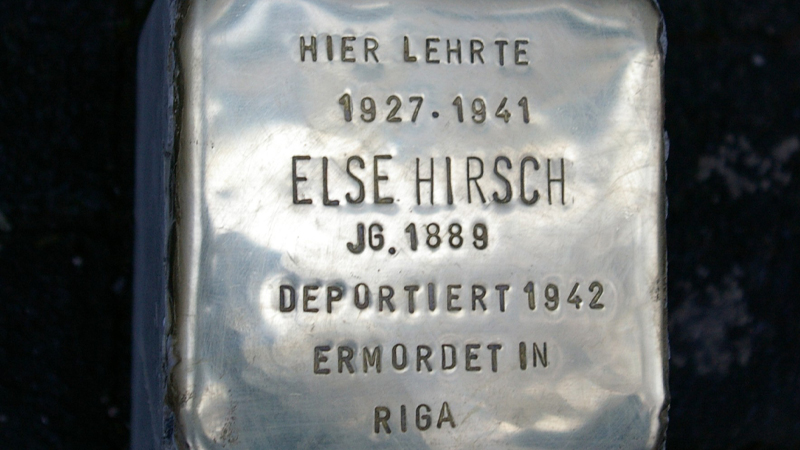 HIER LEHRTE
1927·1941
ELSE HIRSCH
JG. 1889
DEPORTIERT 1942
ERMORDET IN
RIGA